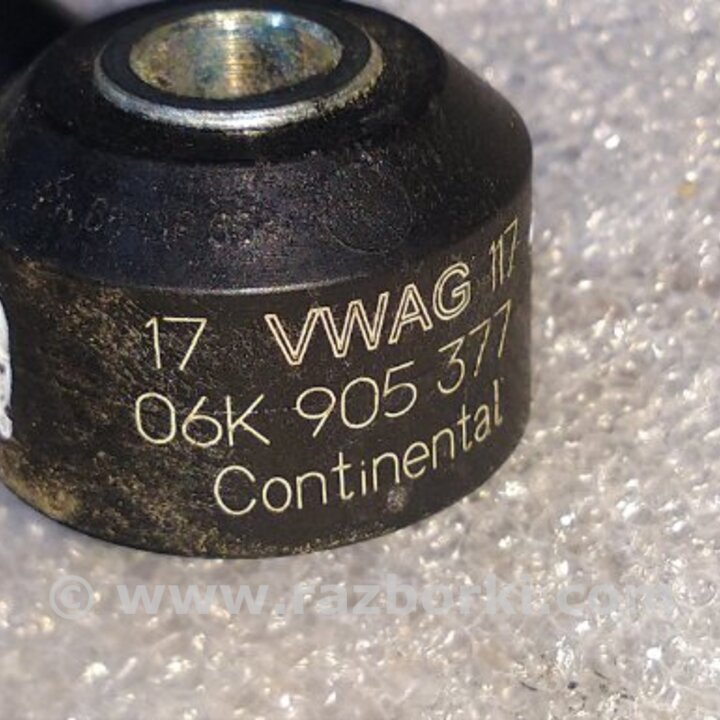 17 VWAG 117
06K 905 377
Continental
© www.razborki.com